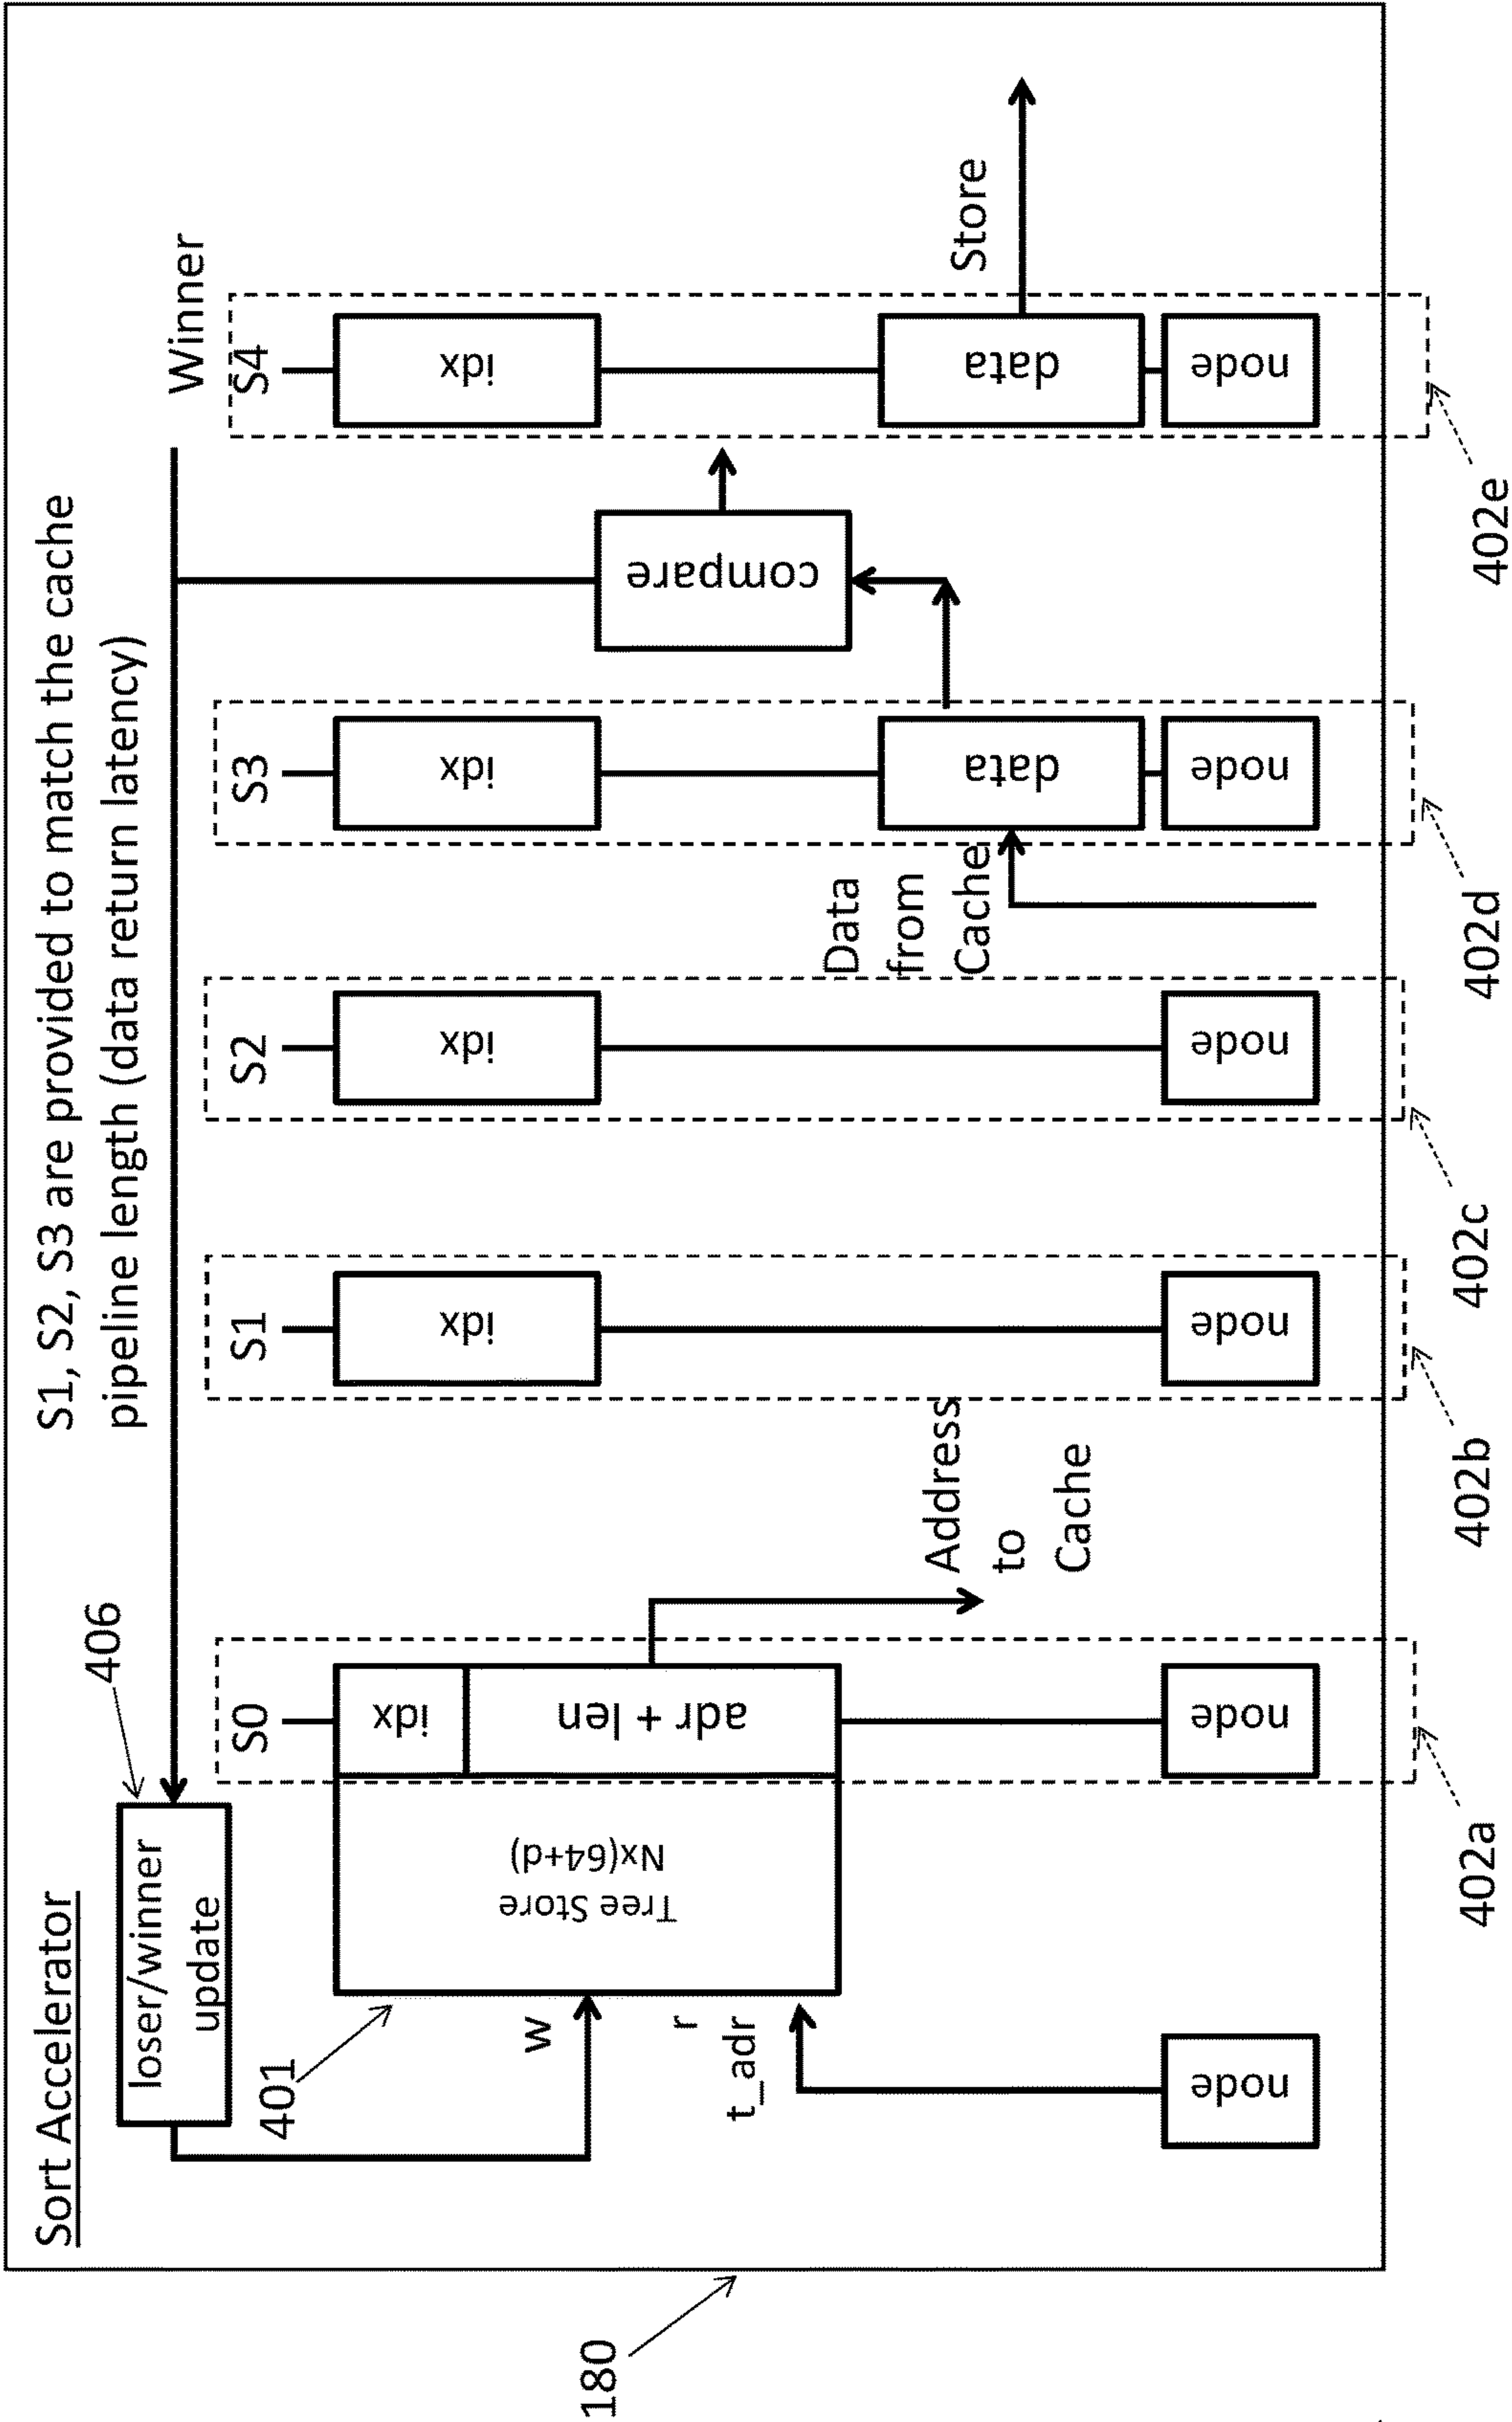 Sort Accelerator
S1, S2, S3 are provided to match the cache
pipeline length (data return latency)
406
loser/winner
update
Winner
401
S0
S1
S2
S3
S4
idx
adr + len
idx
idx
idx
idx
Tree Store
Nx(64+d)
w
r
t_adr
compare
Address
to
Cache
Data
from
Cache
data
data
Store
node
node
node
node
node
node
180
402a
402b
402c
402d
402e